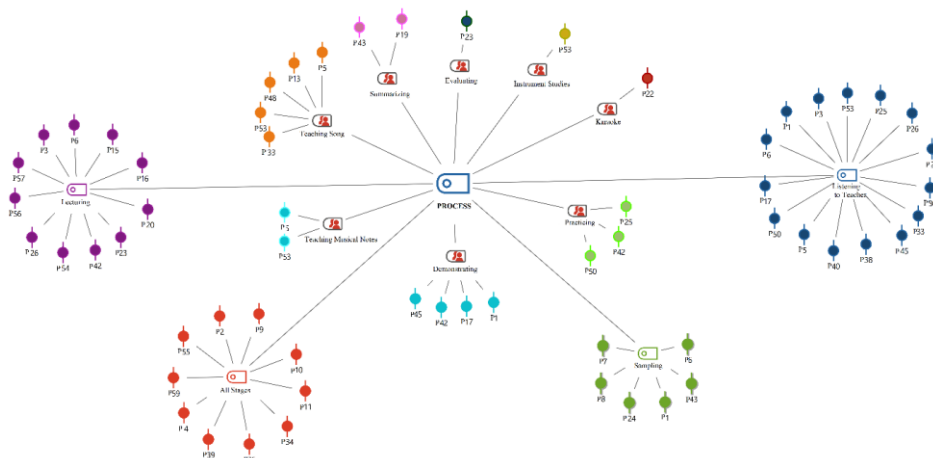 P43
P19
P23
P53
Summarizing
Evaluating
Instrument Studies
P22
Karaoke
P5
P13
P48
P53
P33
Teaching Song
P6
P3
P15
P57
P16
Lecturing
P56
P20
P26
P54
P42
P23
PROCESS
P53
P3
P25
P1
P26
P6
Listening
to Teacher
P17
P50
P33
P5
P45
P40
P38
P5
P53
Teaching Musical Notes
Practicing
P25
P42
P50
Demonstrating
P45
P42
P17
P1
P2
P9
P55
P10
P59
All Stages
P11
P4
P34
P39
P7
Sampling
P8
P43
P24
P1